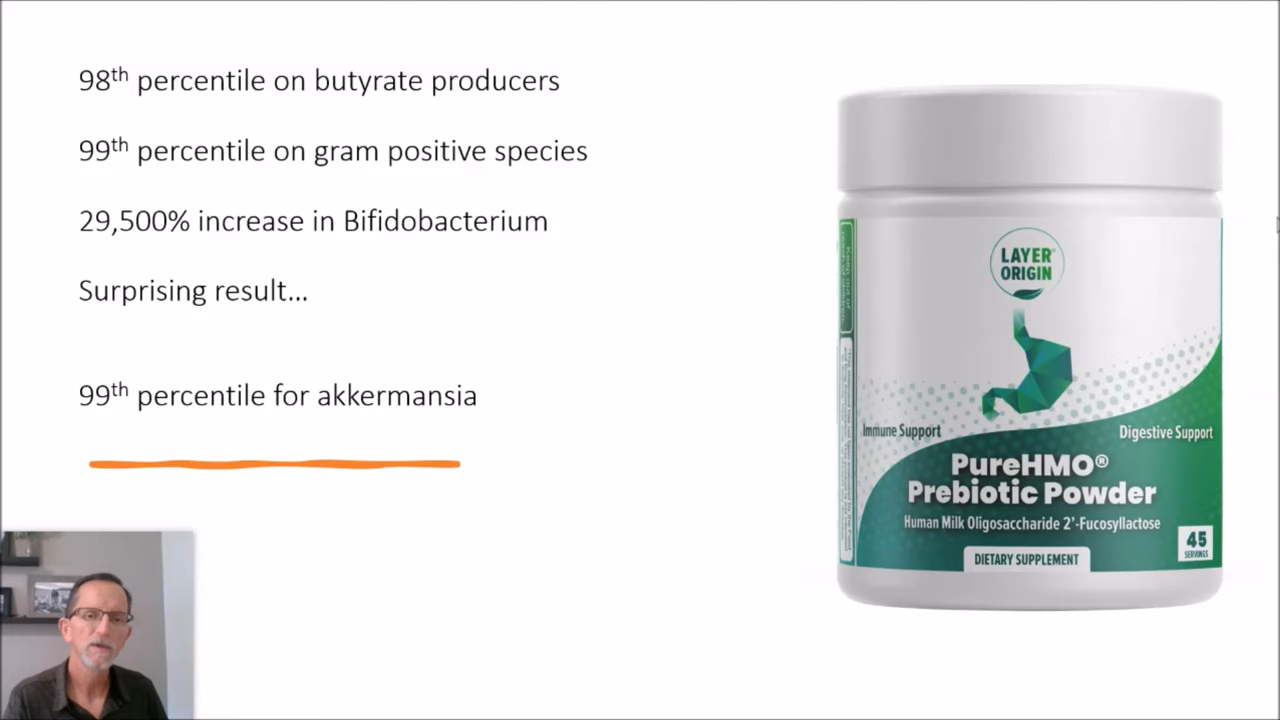 98th percentile on butyrate producers
99th percentile on gram positive species
29,500% increase in Bifidobacterium
Surprising result...
99th percentile for akkermansia
LAYER®
ORIGIN
Immune Support
Digestive Support
PureHMO®
Prebiotic Powder
Human Milk Oligosaccharide 2'-Fucosyllactose
45
SERVINGS
DIETARY SUPPLEMENT